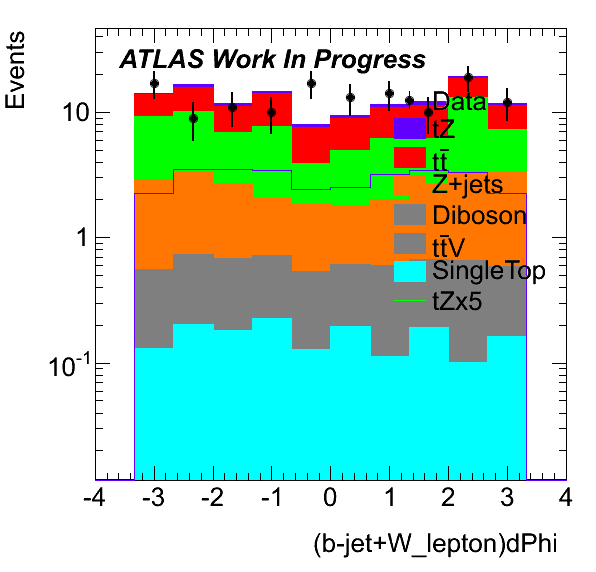 Events
ATLAS Work In Progress
Data
tZ
tt̄
Z+jets
Diboson
tt̄V
SingleTop
tZx5
10
1
10⁻¹
-4 -3 -2 -1 0 1 2 3 4
(b-jet+W_lepton)dPhi